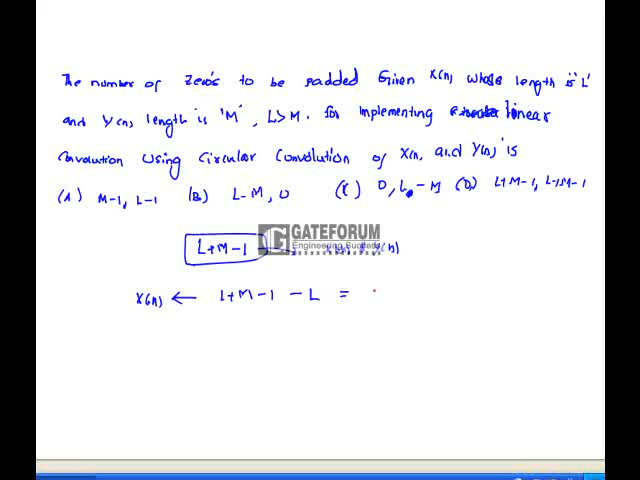 The number of zero's to be padded Given X(n) whose length is 'L'
and Y(n) length is 'M', L>M. for implementing linear
convolution using Circular Convolution of X(n) and Y(n) is
(A) M-1, L-1 (B) L-M, 0 (C) 0, L-M (D) L+M-1, L+M-1
GATEFORUM
Engineering Success
L+M-1
X(n) ← L+M-1 - L =